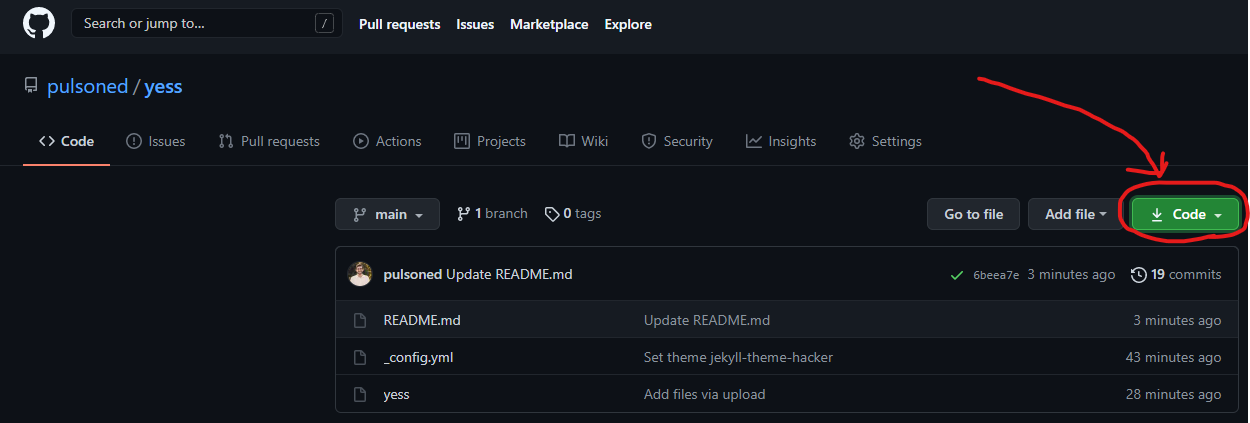 Search or jump to... /
Pull requests Issues Marketplace Explore
pulsoned / yess
Code Issues Pull requests Actions Projects Wiki Security Insights Settings
main 1 branch 0 tags Go to file Add file Code
pulsoned Update README.md 6beea7e 3 minutes ago 19 commits
README.md Update README.md 3 minutes ago
_config.yml Set theme jekyll-theme-hacker 43 minutes ago
yess Add files via upload 28 minutes ago